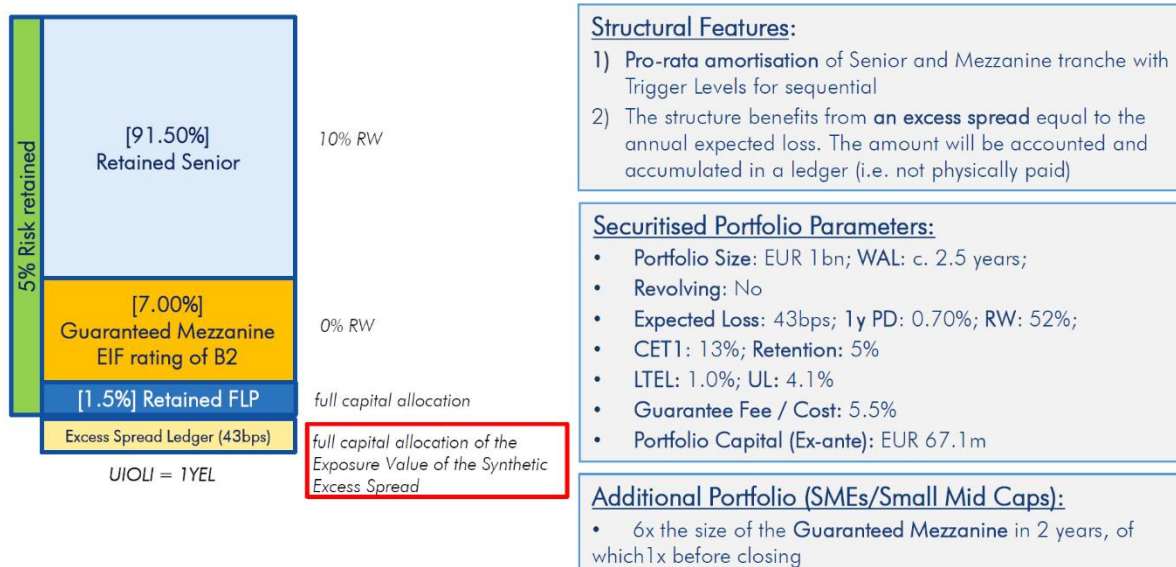 5% Risk retained
[91.50%]
Retained Senior
10% RW
[7.00%]
Guaranteed Mezzanine
EIF rating of B2
0% RW
[1.5%] Retained FLP
full capital allocation
Excess Spread Ledger (43bps)
UIOLI = 1YEL
full capital allocation of the
Exposure Value of the Synthetic
Excess Spread
Structural Features:
1) Pro-rata amortisation of Senior and Mezzanine tranche with
Trigger Levels for sequential
2) The structure benefits from an excess spread equal to the
annual expected loss. The amount will be accounted and
accumulated in a ledger (i.e. not physically paid)
Securitised Portfolio Parameters:
• Portfolio Size: EUR 1bn; WAL: c. 2.5 years;
• Revolving: No
• Expected Loss: 43bps; 1y PD: 0.70%; RW: 52%;
• CET1: 13%; Retention: 5%
• LTEL: 1.0%; UL: 4.1%
• Guarantee Fee / Cost: 5.5%
• Portfolio Capital (Ex-ante): EUR 67.1m
Additional Portfolio (SMEs/Small Mid Caps):
• 6x the size of the Guaranteed Mezzanine in 2 years, of
which1x before closing